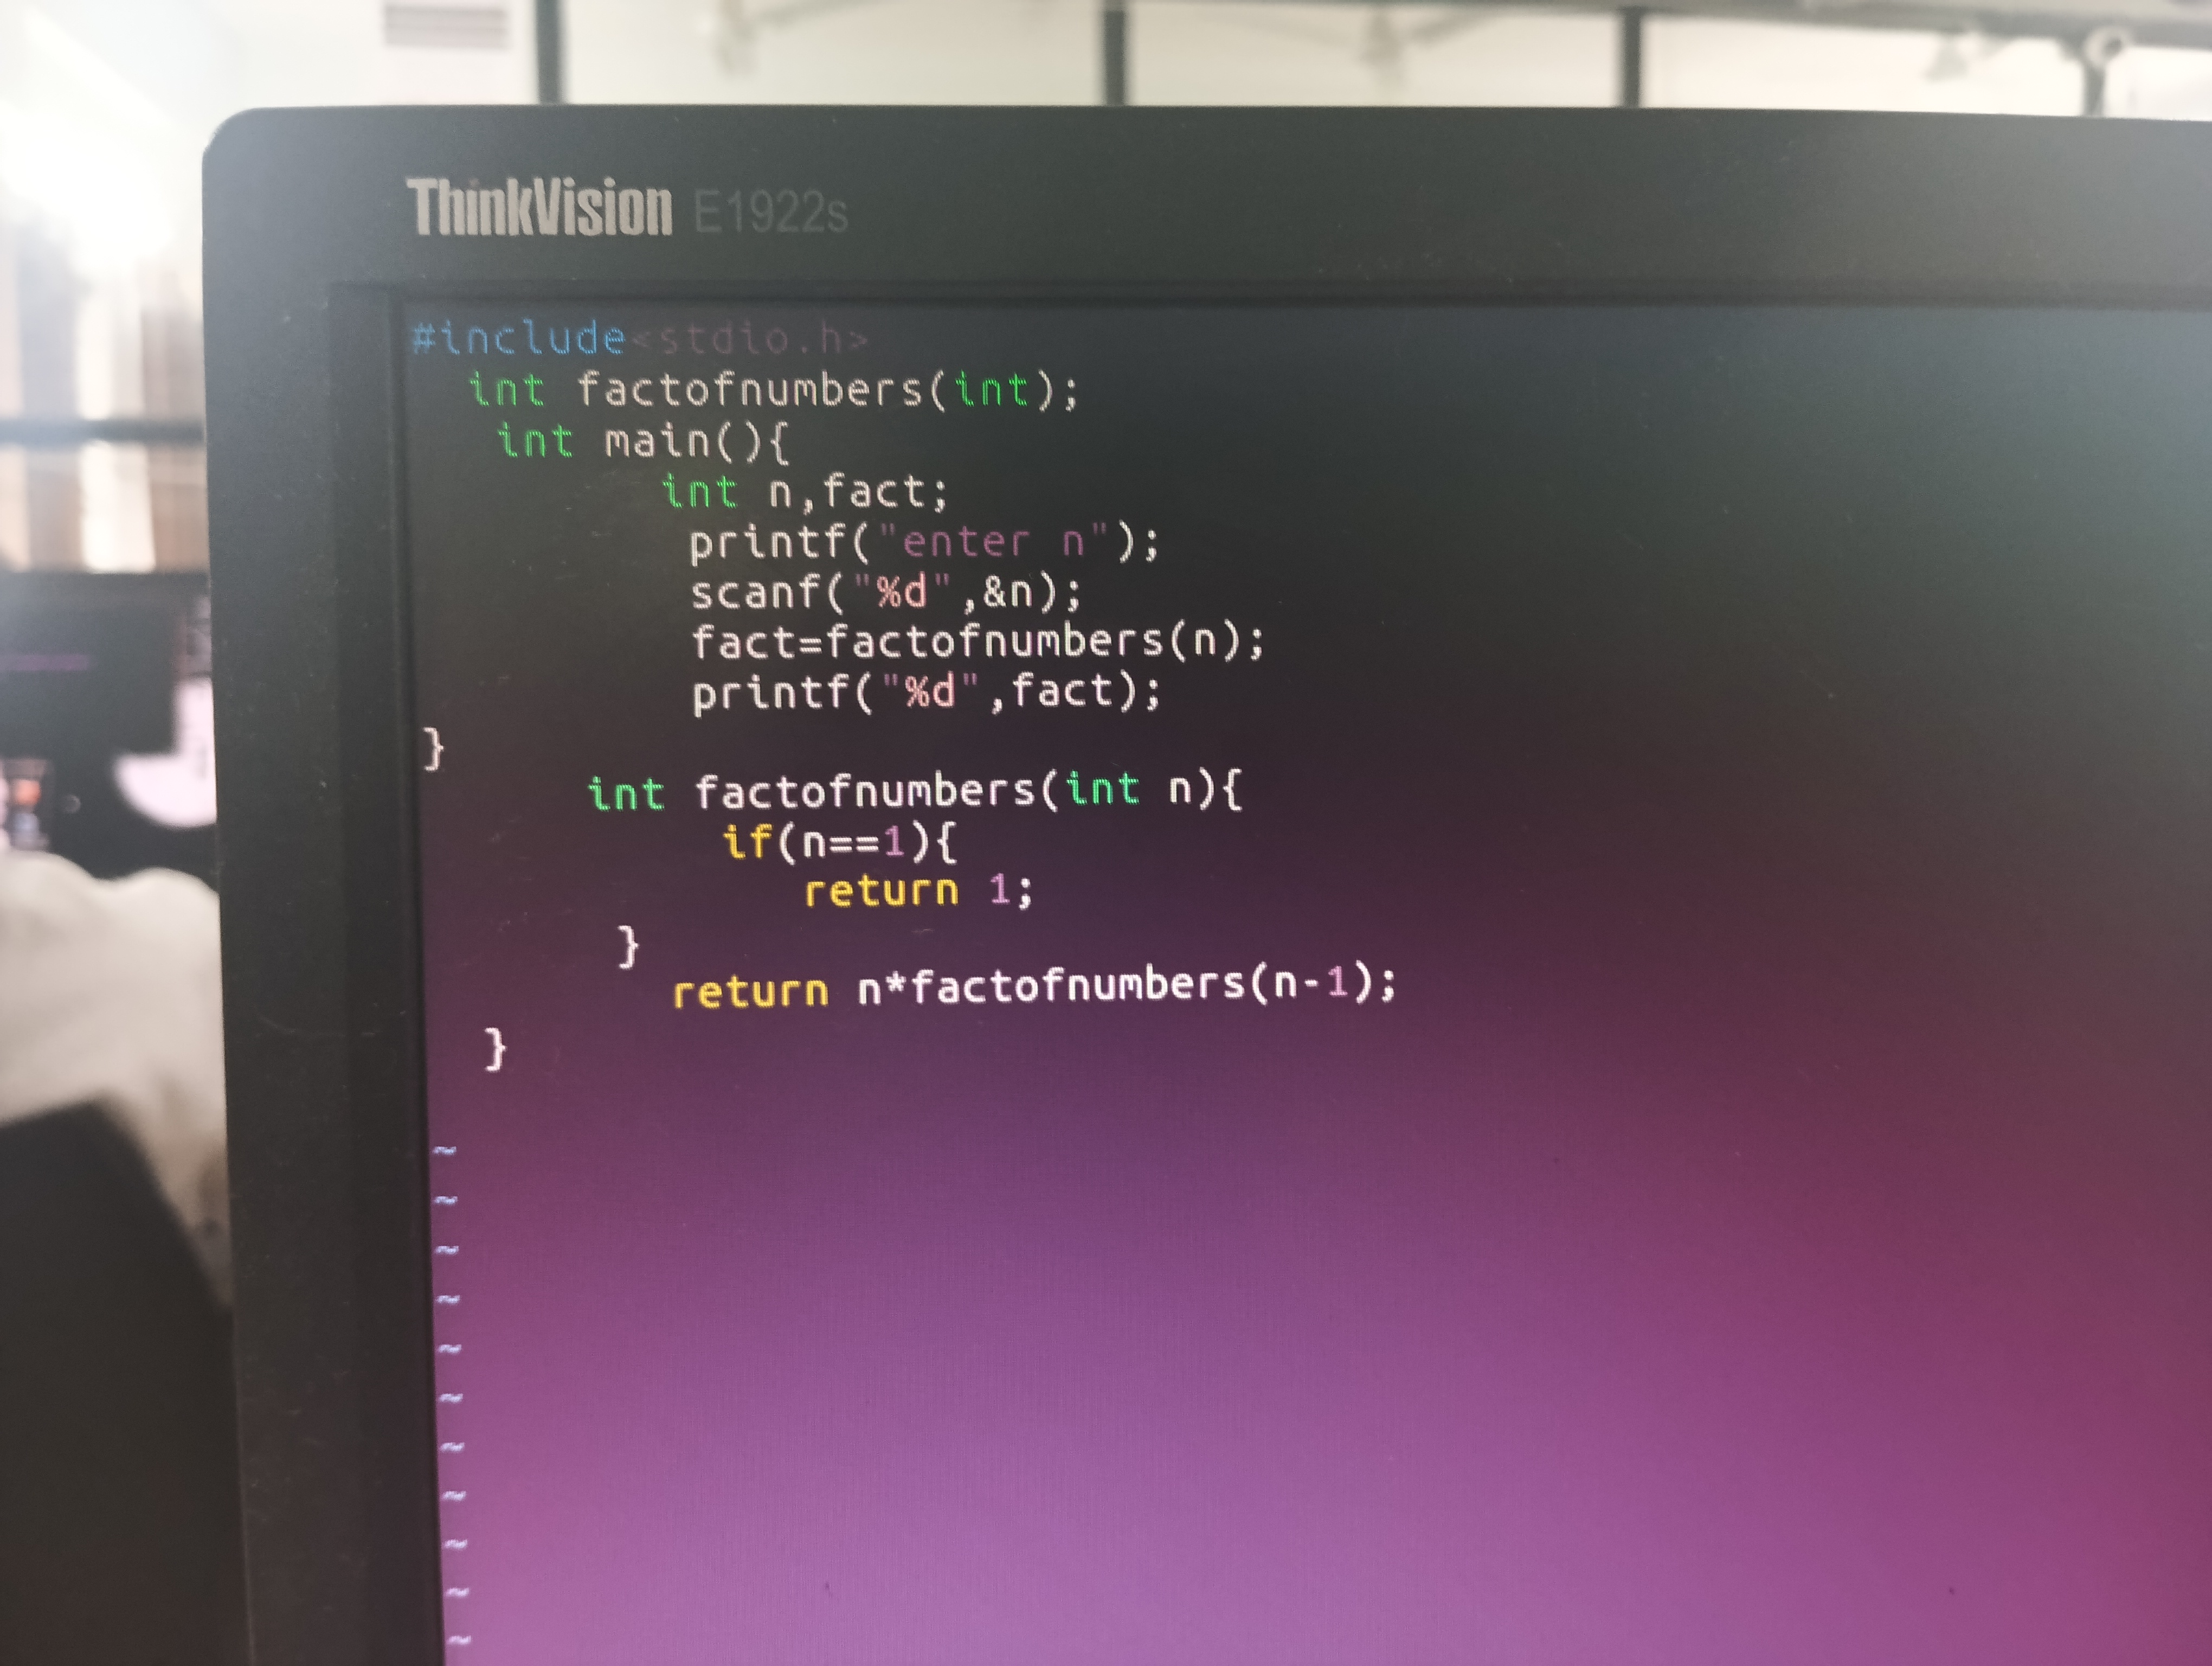 ThinkVision E1922s
#include<stdio.h>
int factofnumbers(int);
int main(){
int n,fact;
printf("enter n");
scanf("%d",&n);
fact=factofnumbers(n);
printf("%d",fact);
}
int factofnumbers(int n){
if(n==1){
return 1;
}
return n*factofnumbers(n-1);
}
~
~
~
~
~
~
~
~
~
~
~